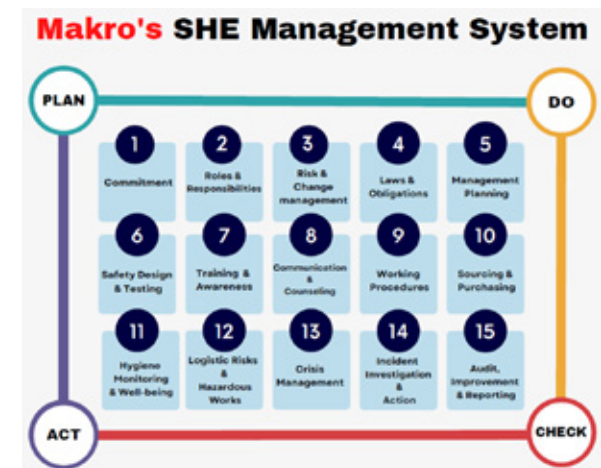 Makro's SHE Management System
PLAN
DO
1
Commitment
2
Roles &
Responsibilities
3
Risk &
Change
management
4
Laws &
Obligations
5
Management
Planning
6
Safety Design
& Testing
7
Training &
Awareness
8
Communication
&
Counseling
9
Working
Procedures
10
Sourcing &
Purchasing
11
Hygiene
Monitoring
& Well-being
12
Logistic Risks
&
Hazardous
Works
13
Crisis
Management
14
Incident
Investigation
&
Action
15
Audit,
Improvement
& Reporting
ACT
CHECK